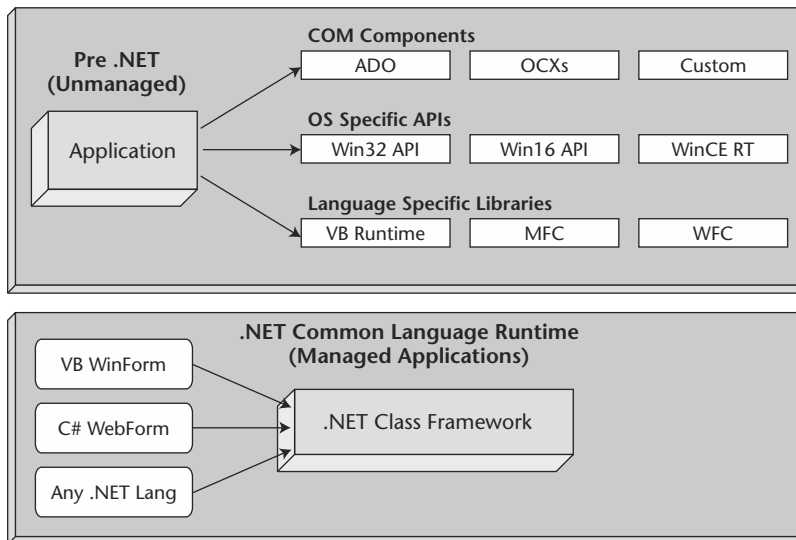 COM Components
Pre .NET
(Unmanaged)
ADO
OCXs
Custom
Application
OS Specific APIs
Win32 API
Win16 API
WinCE RT
Language Specific Libraries
VB Runtime
MFC
WFC
.NET Common Language Runtime
(Managed Applications)
VB WinForm
C# WebForm
.NET Class Framework
Any .NET Lang